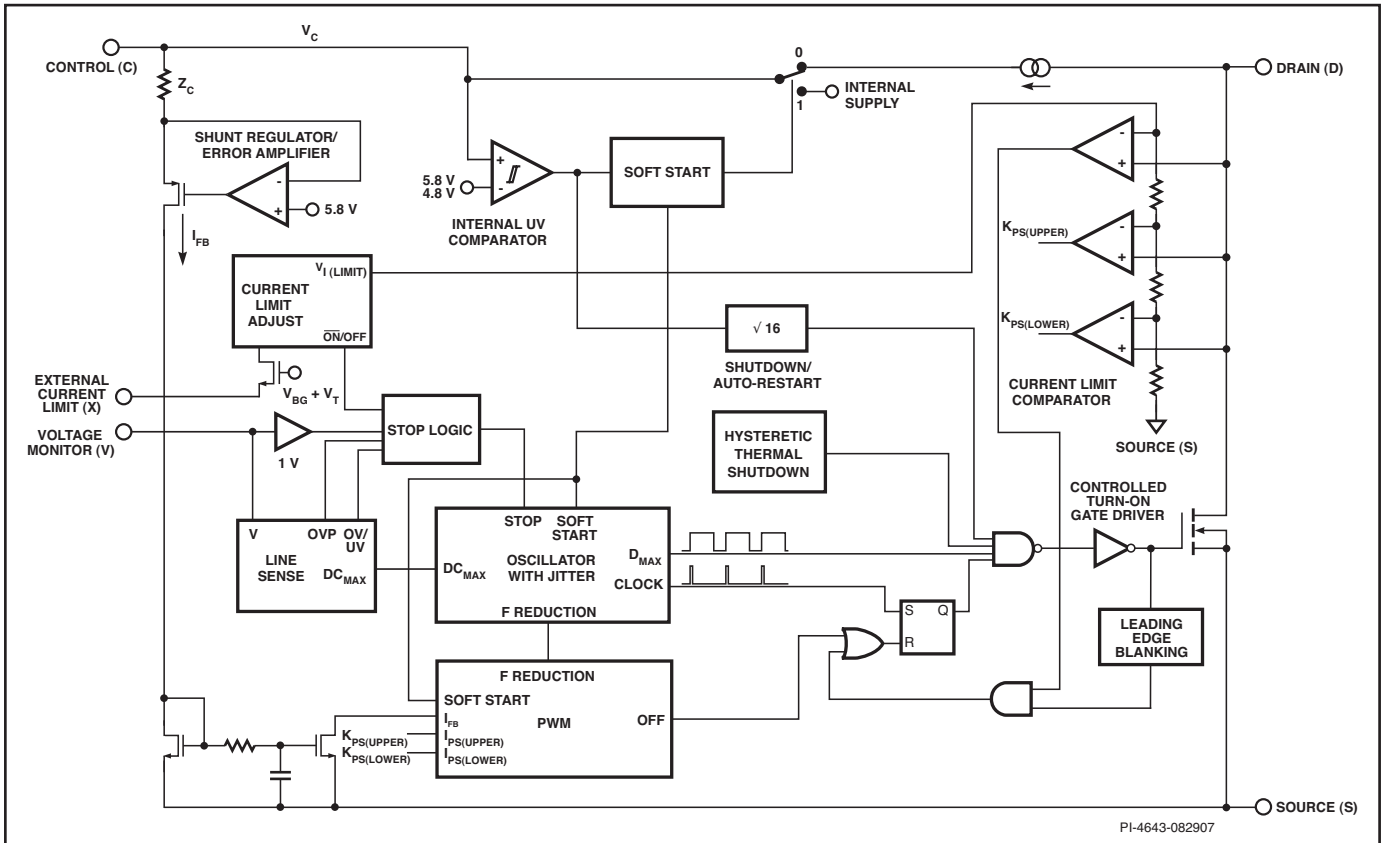 V_C
CONTROL (C)
Z_C
0
1
INTERNAL
SUPPLY
DRAIN (D)
SHUNT REGULATOR/
ERROR AMPLIFIER
-
+
5.8 V
I_FB
+
-
5.8 V
4.8 V
INTERNAL UV
COMPARATOR
SOFT START
-
+
K_PS(UPPER)
-
+
K_PS(LOWER)
-
+
CURRENT LIMIT
COMPARATOR
SOURCE (S)
V_I (LIMIT)
CURRENT
LIMIT
ADJUST
O̅N̅/OFF
V_BG + V_T
EXTERNAL
CURRENT
LIMIT (X)
VOLTAGE
MONITOR (V)
1 V
STOP LOGIC
√ 16
SHUTDOWN/
AUTO-RESTART
HYSTERETIC
THERMAL
SHUTDOWN
CONTROLLED
TURN-ON
GATE DRIVER
V
OVP
OV/
UV
LINE
SENSE
DC_MAX
STOP
SOFT
START
DC_MAX
OSCILLATOR
WITH JITTER
D_MAX
CLOCK
F REDUCTION
S
Q
R
LEADING
EDGE
BLANKING
F REDUCTION
SOFT START
PWM
OFF
I_FB
K_PS(UPPER)
I_PS(UPPER)
K_PS(LOWER)
I_PS(LOWER)
SOURCE (S)
PI-4643-082907